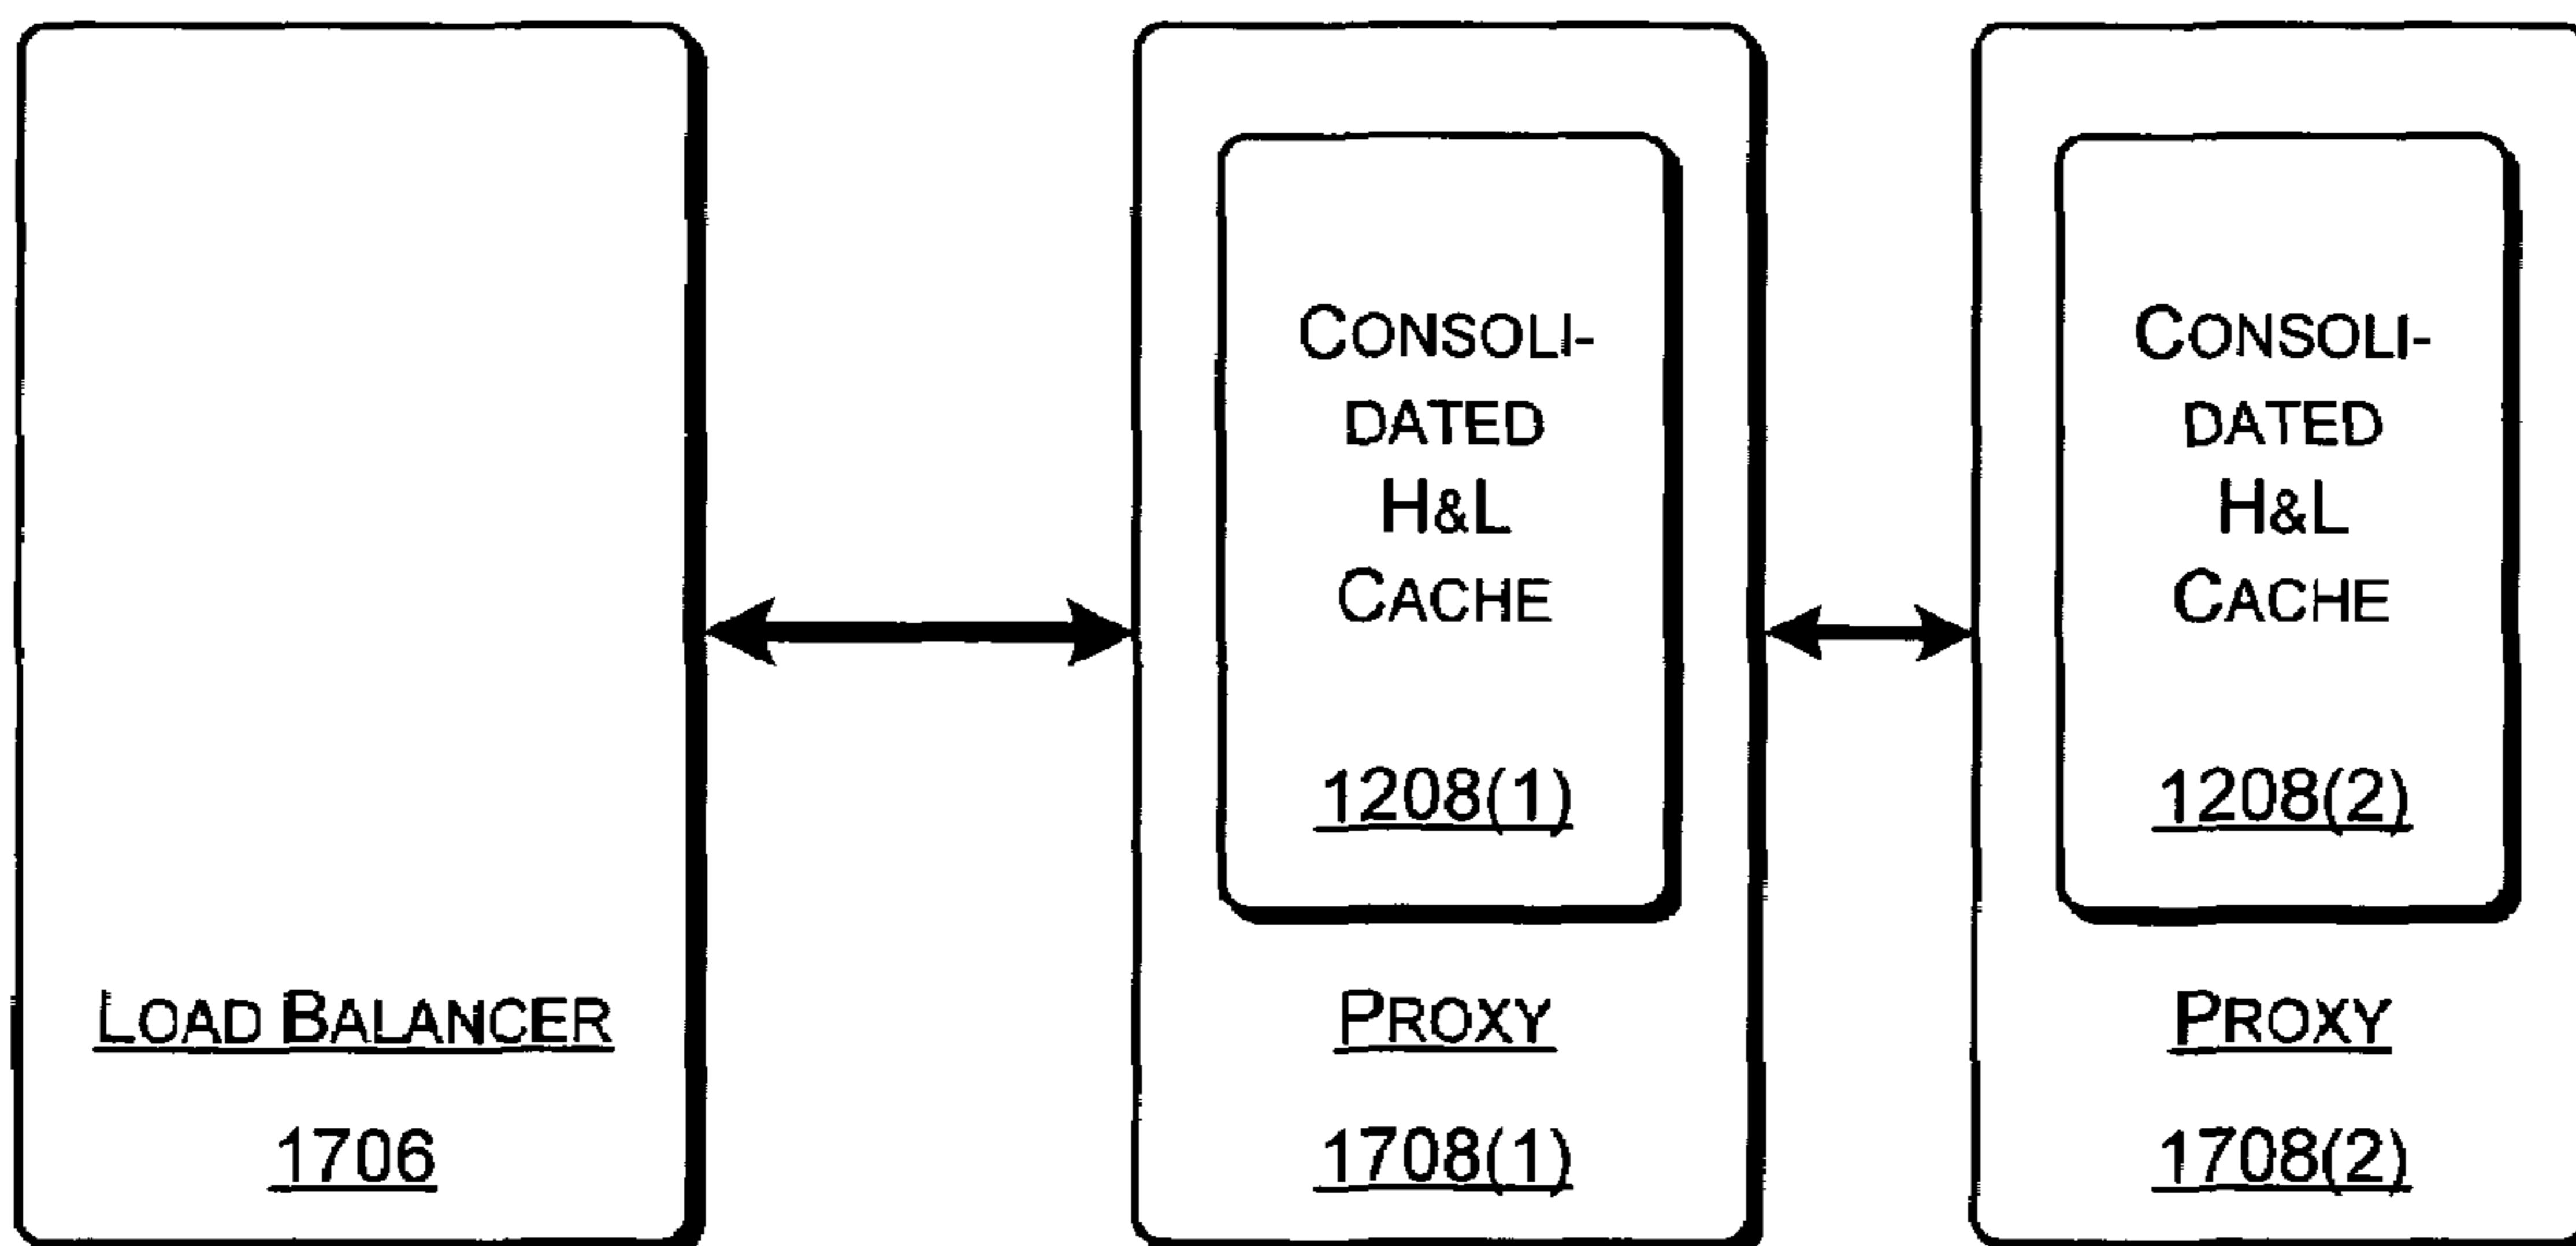 CONSOLI-
DATED
H&L
CACHE
1208(1)
CONSOLI-
DATED
H&L
CACHE
1208(2)
LOAD BALANCER
1706
PROXY
1708(1)
PROXY
1708(2)